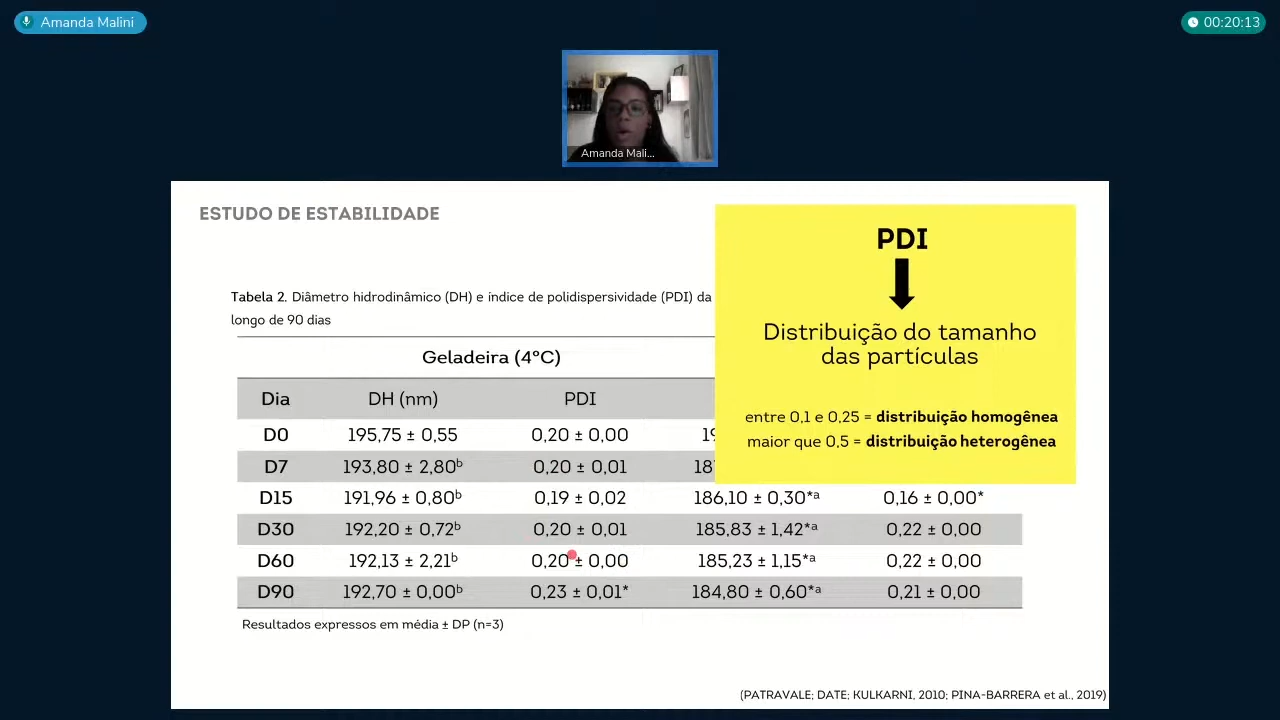 Amanda Malini
00:20:13
Amanda Mali...
ESTUDO DE ESTABILIDADE
PDI
Distribuição do tamanho
das partículas
entre 0,1 e 0,25 = distribuição homogênea
maior que 0,5 = distribuição heterogênea
Tabela 2. Diâmetro hidrodinâmico (DH) e índice de polidispersividade (PDI) da
longo de 90 dias
Geladeira (4ºC)
Dia DH (nm) PDI
D0 195,75 ± 0,55 0,20 ± 0,00 19
D7 193,80 ± 2,80ᵇ 0,20 ± 0,01 187
D15 191,96 ± 0,80ᵇ 0,19 ± 0,02 186,10 ± 0,30*ᵃ 0,16 ± 0,00*
D30 192,20 ± 0,72ᵇ 0,20 ± 0,01 185,83 ± 1,42*ᵃ 0,22 ± 0,00
D60 192,13 ± 2,21ᵇ 0,20 ± 0,00 185,23 ± 1,15*ᵃ 0,22 ± 0,00
D90 192,70 ± 0,00ᵇ 0,23 ± 0,01* 184,80 ± 0,60*ᵃ 0,21 ± 0,00
Resultados expressos em média ± DP (n=3)
(PATRAVALE; DATE; KULKARNI, 2010; PINA-BARRERA et al., 2019)